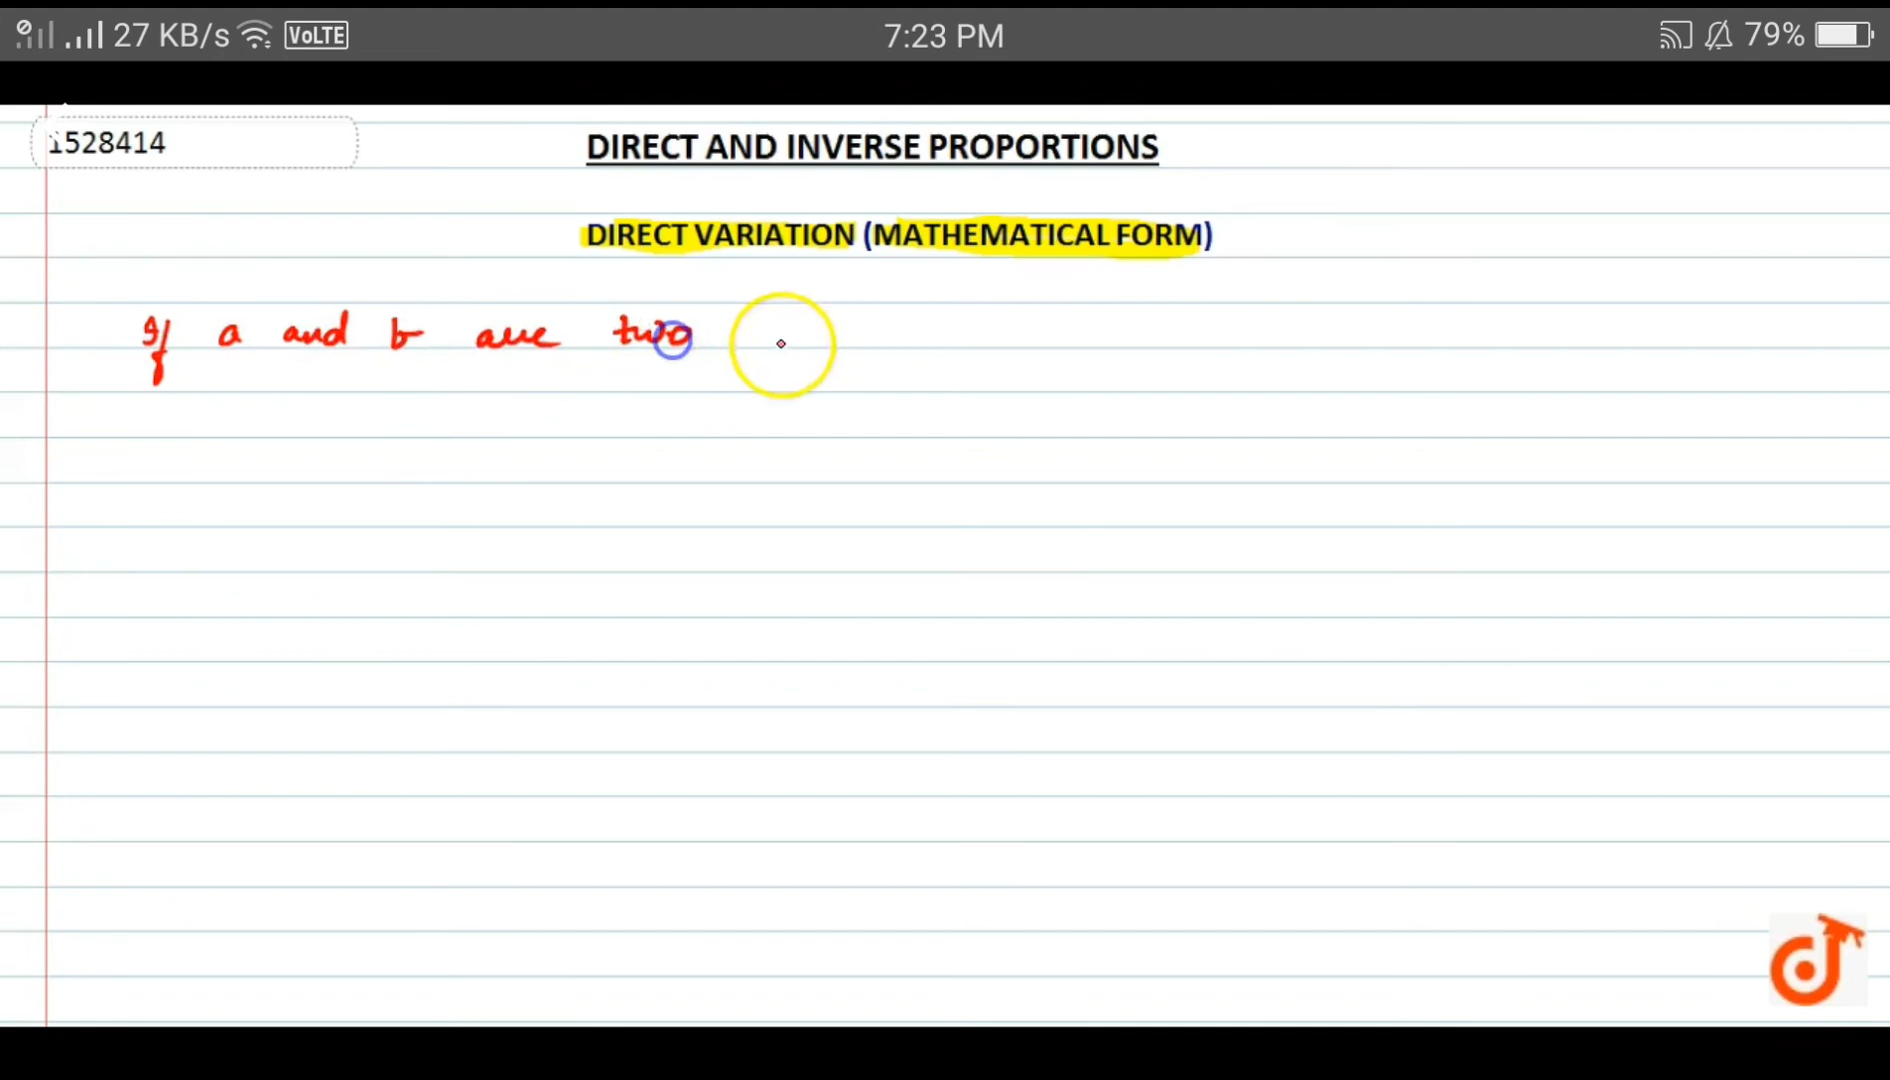 27 KB/s VoLTE 7:23 PM 79%
1528414
DIRECT AND INVERSE PROPORTIONS
DIRECT VARIATION (MATHEMATICAL FORM)
If a and b are two